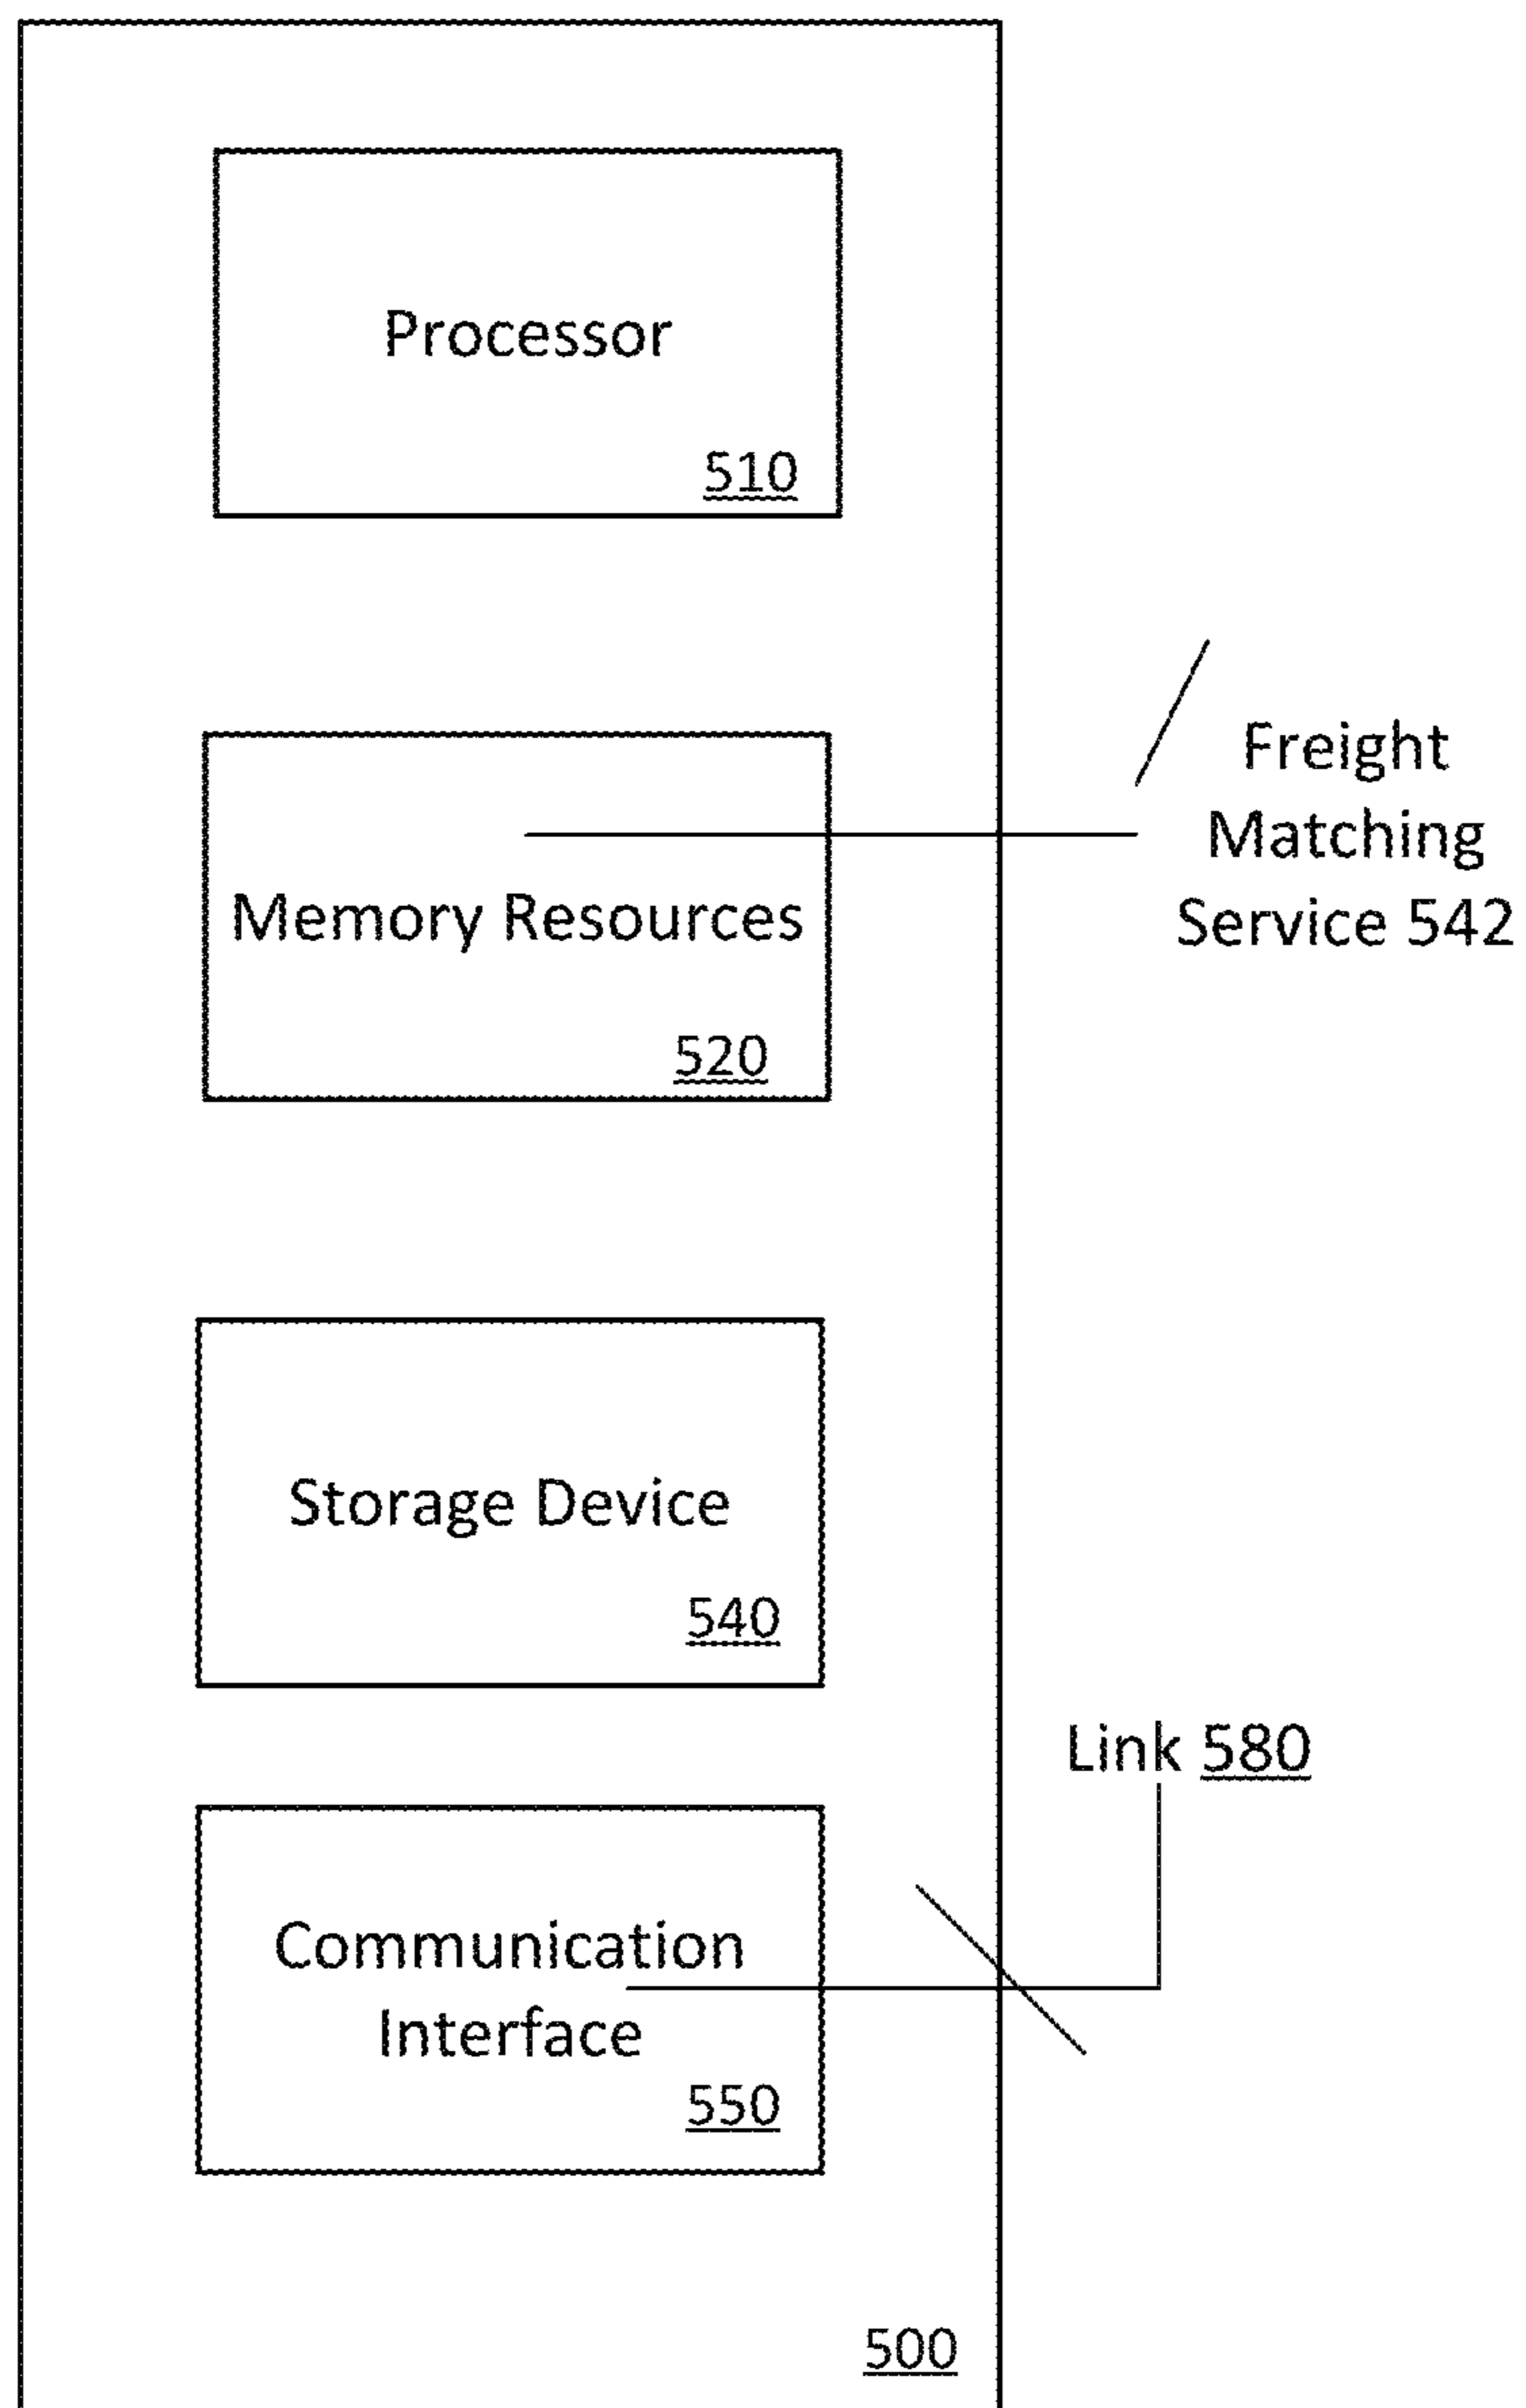 Processor
510
Freight
Matching
Service 542
Memory Resources
520
Storage Device
540
Link 580
Communication
Interface
550
500